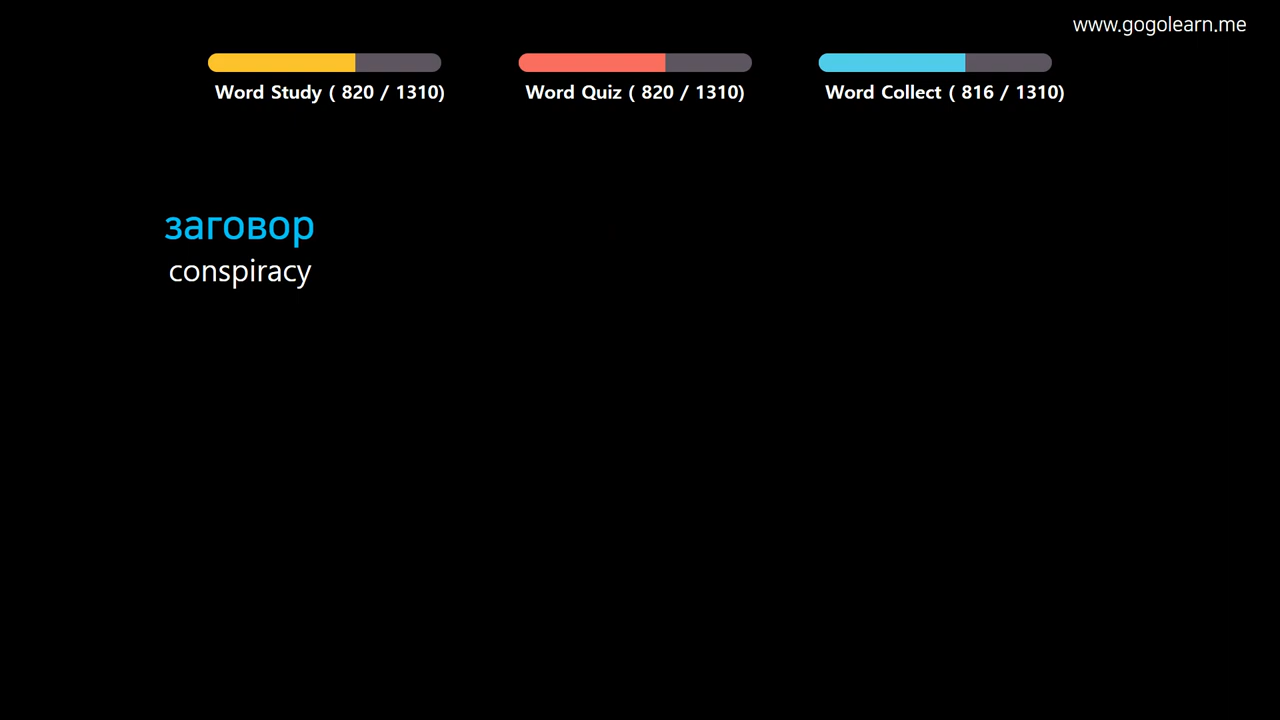 www.gogolearn.me
Word Study ( 820 / 1310)
Word Quiz ( 820 / 1310)
Word Collect ( 816 / 1310)
заговор
conspiracy